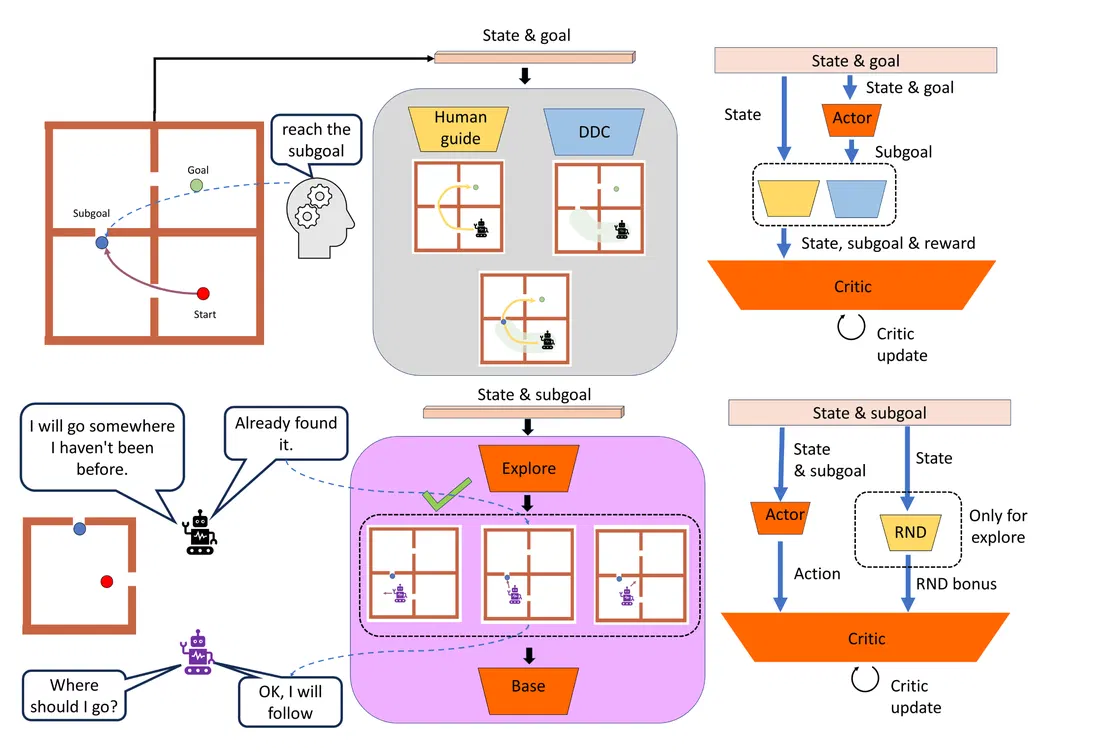 State & goal
Human
guide
DDC
reach the
subgoal
Goal
Subgoal
Start
State & goal
State & goal
State
Actor
Subgoal
State, subgoal & reward
Critic
Critic
update
State & subgoal
I will go somewhere
I haven't been
before.
Already found
it.
Explore
Where
should I go?
OK, I will
follow
Base
State & subgoal
State
& subgoal
State
Actor
RND
Only for
explore
Action
RND bonus
Critic
Critic
update